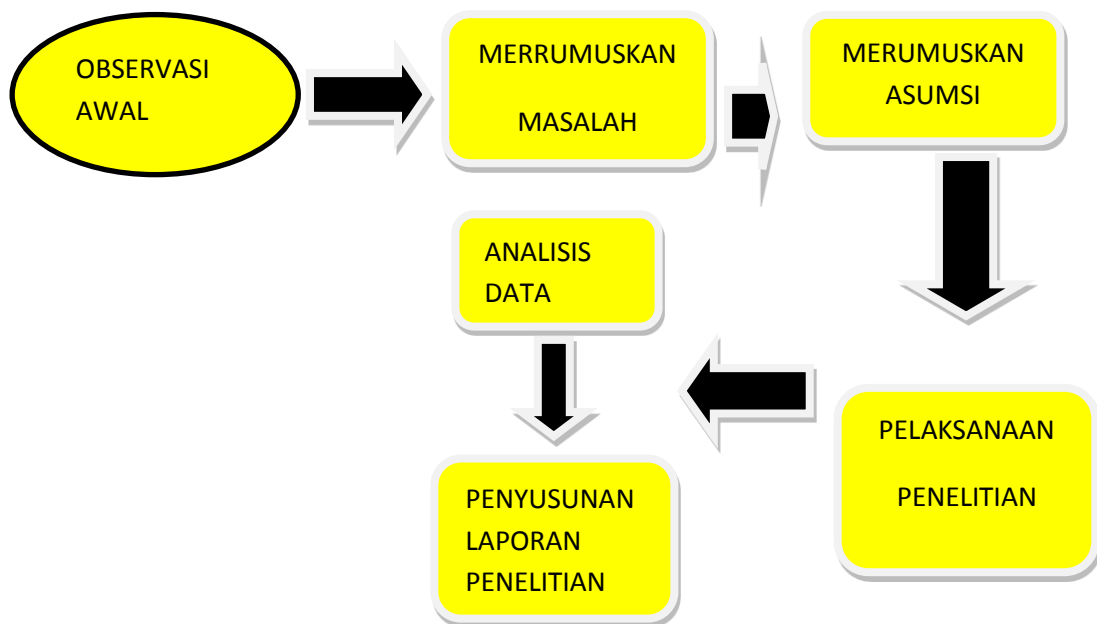 OBSERVASI
AWAL
MERRUMUSKAN
MASALAH
MERUMUSKAN
ASUMSI
ANALISIS
DATA
PELAKSANAAN
PENELITIAN
PENYUSUNAN
LAPORAN
PENELITIAN